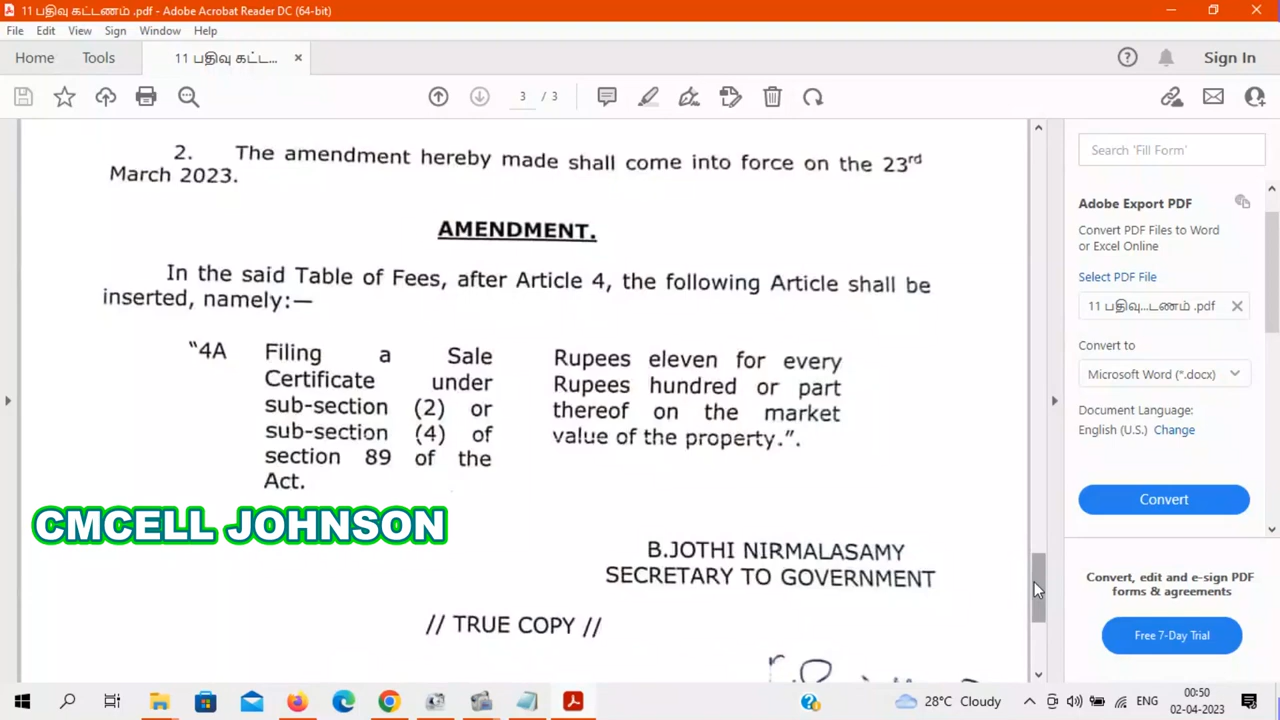 11 பதிவு கட்டணம் .pdf - Adobe Acrobat Reader DC (64-bit)
File Edit View Sign Window Help
Home Tools 11 பதிவு கட்ட... Sign In
3 / 3
2. The amendment hereby made shall come into force on the 23rd
March 2023.
AMENDMENT.
In the said Table of Fees, after Article 4, the following Article shall be
inserted, namely:—
"4A Filing a Sale
Certificate under
sub-section (2) or
sub-section (4) of
section 89 of the
Act.
Rupees eleven for every
Rupees hundred or part
thereof on the market
value of the property.”.
CMCELL JOHNSON
B.JOTHI NIRMALASAMY
SECRETARY TO GOVERNMENT
// TRUE COPY //
Search 'Fill Form'
Adobe Export PDF
Convert PDF Files to Word
or Excel Online
Select PDF File
11 பதிவு...டணம் .pdf
Convert to
Microsoft Word (*.docx)
Document Language:
English (U.S.) Change
Convert
Convert, edit and e-sign PDF
forms & agreements
Free 7-Day Trial
28°C Cloudy ENG 00:50
02-04-2023